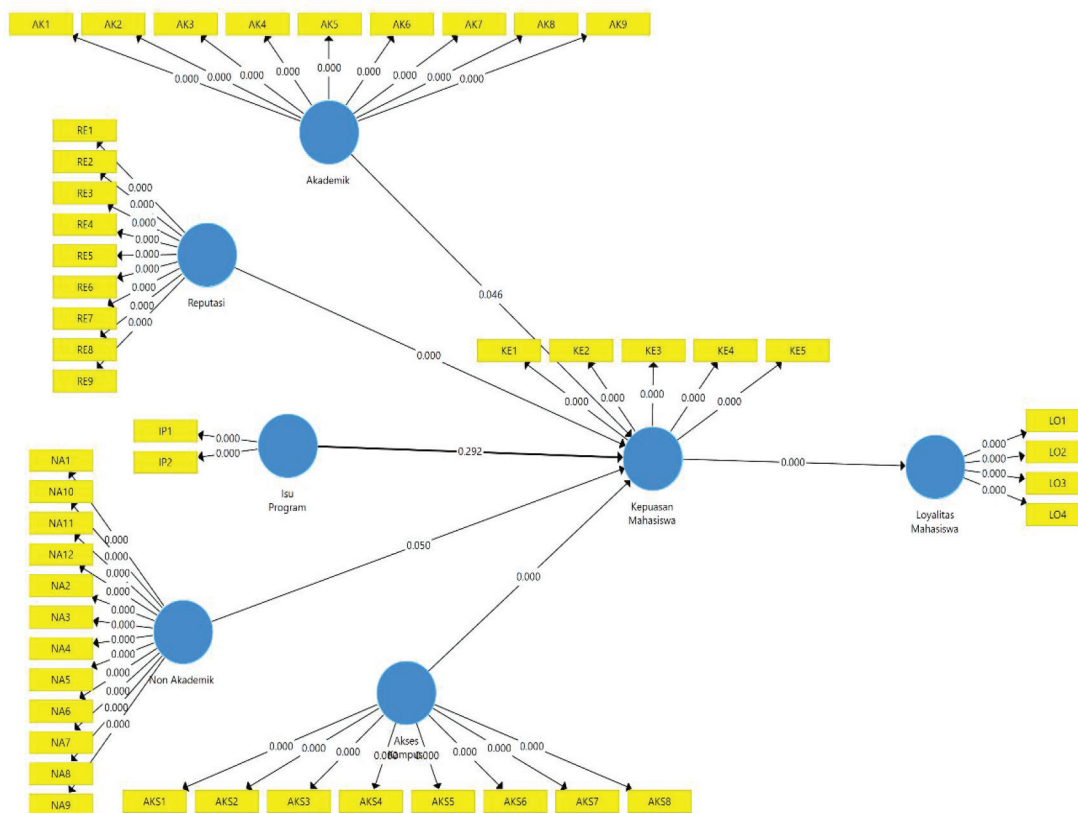 AK1 AK2 AK3 AK4 AK5 AK6 AK7 AK8 AK9
0.000 0.000 0.000 0.000 0.000 0.000 0.000 0.000 0.000
Akademik
RE1
RE2
RE3
RE4
RE5
RE6
RE7
RE8
RE9
0.000
0.000
0.000
0.000
0.000
0.000
0.000
0.000
0.000
Reputasi
0.046
0.000
KE1 KE2 KE3 KE4 KE5
0.000 0.000 0.000 0.000 0.000
IP1
IP2
0.000
0.000
Isu
Program
0.292
Kepuasan
Mahasiswa
0.000
Loyalitas
Mahasiswa
0.000
0.000
0.000
0.000
LO1
LO2
LO3
LO4
NA1
NA10
NA11
NA12
NA2
NA3
NA4
NA5
NA6
NA7
NA8
NA9
0.000
0.000
0.000
0.000
0.000
0.000
0.000
0.000
0.000
0.000
0.000
0.000
Non Akademik
0.050
0.000
Akses
Kampus
0.000 0.000 0.000 0.000 0.000 0.000 0.000 0.000
AKS1 AKS2 AKS3 AKS4 AKS5 AKS6 AKS7 AKS8